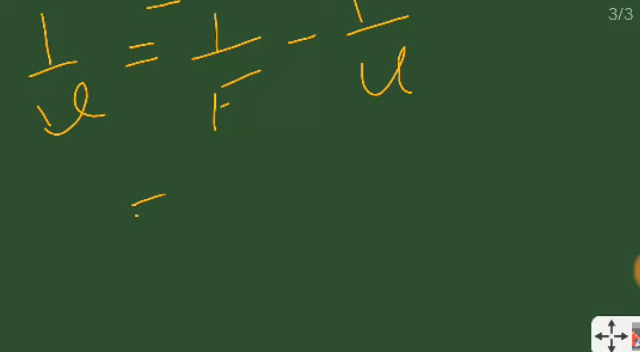 3/3
1/v = 1/F - 1/u
=